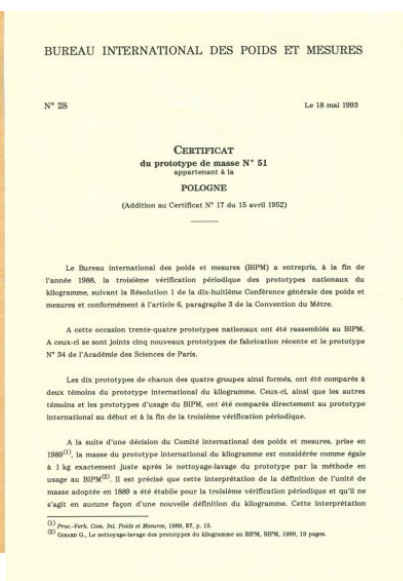 BUREAU INTERNATIONAL DES POIDS ET MESURES
N° 28
Le 18 mai 1993
CERTIFICAT
du prototype de masse N° 51
appartenant à la
POLOGNE
(Addition au Certificat N° 17 du 15 avril 1952)
Le Bureau international des poids et mesures (BIPM) a entrepris, à la fin de
l'année 1988, la troisième vérification périodique des prototypes nationaux du
kilogramme, suivant la Résolution 1 de la dix-huitième Conférence générale des poids et
mesures et conformément à l'article 6, paragraphe 3 de la Convention du Mètre.
A cette occasion trente-quatre prototypes nationaux ont été rassemblés au BIPM.
A ceux-ci se sont joints cinq nouveaux prototypes de fabrication récente et le prototype
N° 34 de l'Académie des Sciences de Paris.
Les dix prototypes de chacun des quatre groupes ainsi formés, ont été comparés à
deux témoins du prototype international du kilogramme. Ceux-ci, ainsi que les autres
témoins et les prototypes d'usage du BIPM, ont été comparés directement au prototype
international au début et à la fin de la troisième vérification périodique.
A la suite d'une décision du Comité international des poids et mesures, prise en
1989(1), la masse du prototype international du kilogramme est considérée comme égale
à 1 kg exactement juste après le nettoyage-lavage du prototype par la méthode en
usage au BIPM(2). Il est précisé que cette interprétation de la définition de l'unité de
masse adoptée en 1889 a été établie pour la troisième vérification périodique et qu'il ne
s'agit en aucune façon d'une nouvelle définition du kilogramme. Cette interprétation
(1) Proc.-Verb. Com. Int. Poids et Mesures, 1989, 57, p. 15.
(2) GIRARD G., Le nettoyage-lavage des prototypes du kilogramme au BIPM, BIPM, 1990, 19 pages.